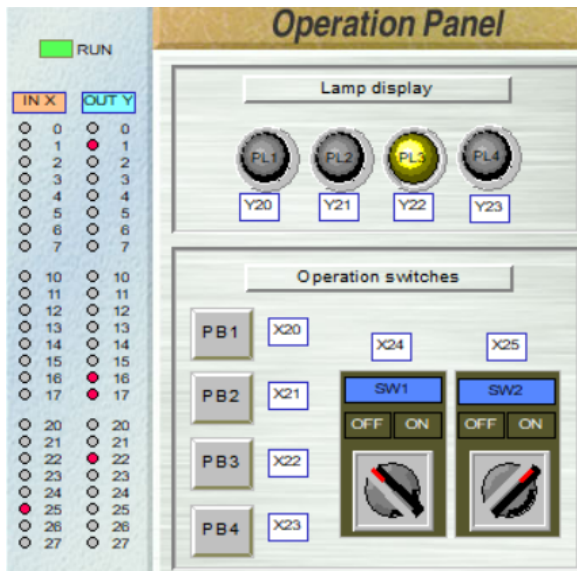 Operation Panel
RUN
IN X OUT Y
0 0
1 1
2 2
3 3
4 4
5 5
6 6
7 7
10 10
11 11
12 12
13 13
14 14
15 15
16 16
17 17
20 20
21 21
22 22
23 23
24 24
25 25
26 26
27 27
Lamp display
PL1 PL2 PL3 PL4
Y20 Y21 Y22 Y23
Operation switches
PB1 X20
PB2 X21
PB3 X22
PB4 X23
X24 X25
SW1 SW2
OFF ON OFF ON